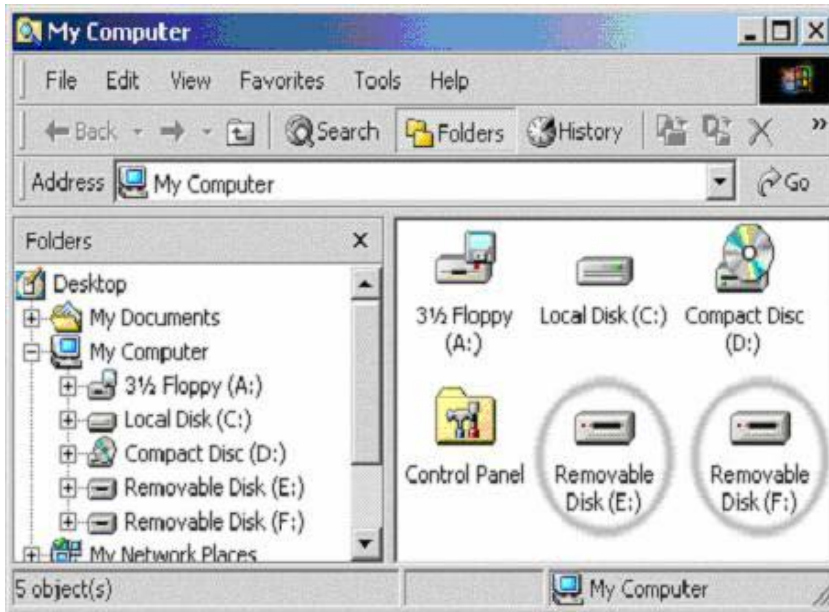 My Computer
File Edit View Favorites Tools Help
Back Search Folders History »
Address My Computer Go
Folders x
Desktop
My Documents
My Computer
3½ Floppy (A:)
Local Disk (C:)
Compact Disc (D:)
Removable Disk (E:)
Removable Disk (F:)
My Network Places
3½ Floppy
(A:)
Local Disk (C:)
Compact Disc
(D:)
Control Panel
Removable
Disk (E:)
Removable
Disk (F:)
5 object(s) My Computer